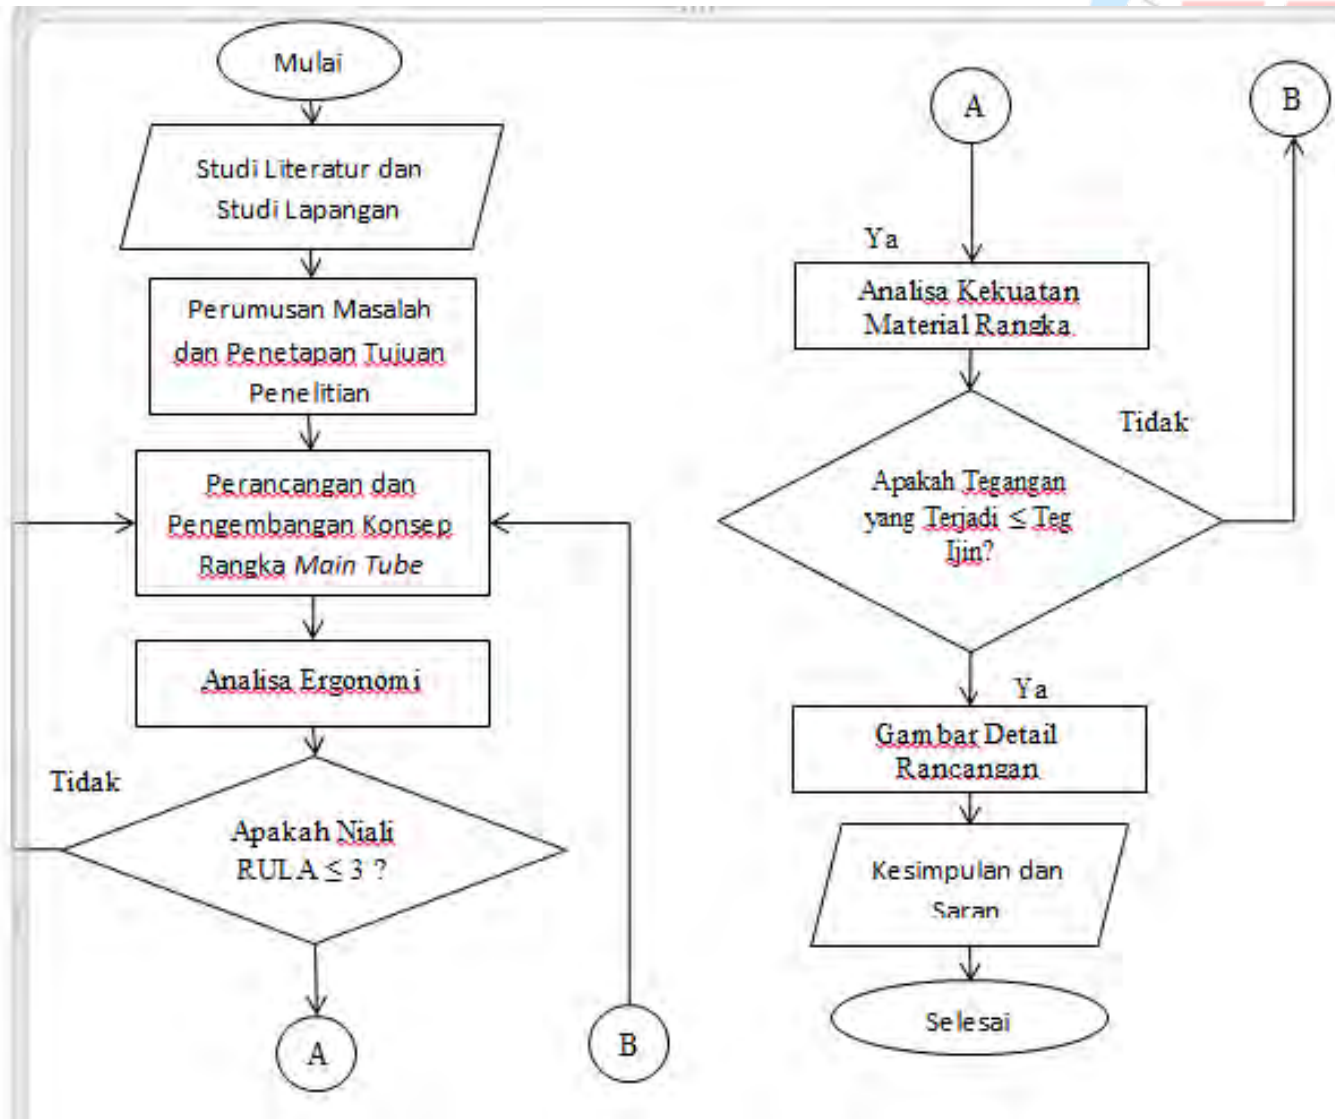 Mulai
Studi Literatur dan
Studi Lapangan
Perumusan Masalah
dan Penetapan Tujuan
Penelitian
Perancangan dan
Pengembangan Konsep
Rangka Main Tube
Analisa Ergonomi
Tidak
Apakah Niali
RULA ≤ 3 ?
A
B
A
B
Ya
Analisa Kekuatan
Material Rangka
Tidak
Apakah Tegangan
yang Terjadi ≤ Teg
Ijin?
Ya
Gambar Detail
Rancangan
Kesimpulan dan
Saran
Selesai